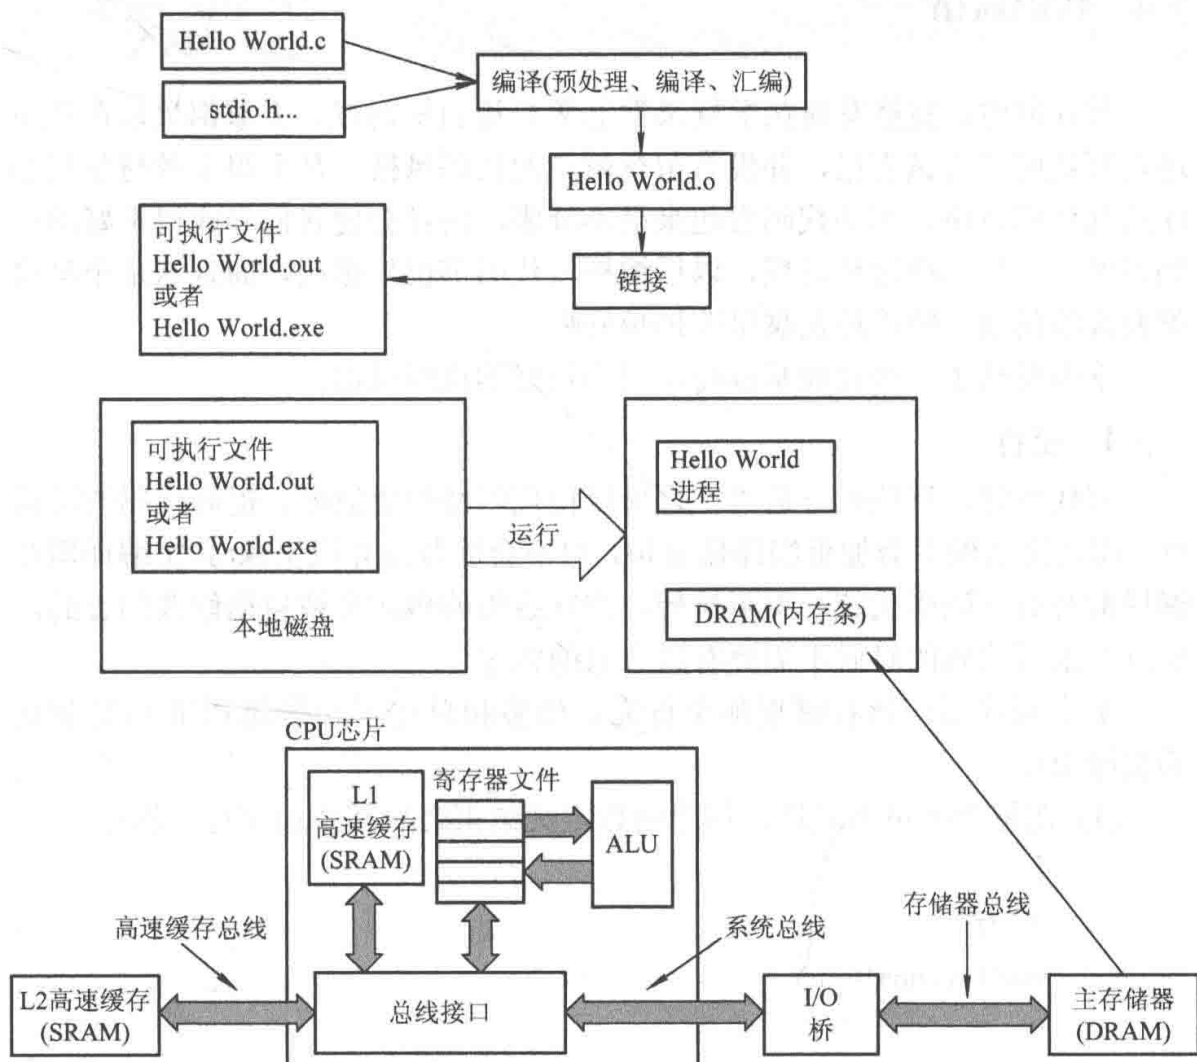 Hello World.c
stdio.h...
编译(预处理、编译、汇编)
Hello World.o
链接
可执行文件
Hello World.out
或者
Hello World.exe
可执行文件
Hello World.out
或者
Hello World.exe
本地磁盘
运行
Hello World
进程
DRAM(内存条)
CPU芯片
L1
高速缓存
(SRAM)
寄存器文件
ALU
高速缓存总线
系统总线
存储器总线
L2高速缓存
(SRAM)
总线接口
I/O
桥
主存储器
(DRAM)